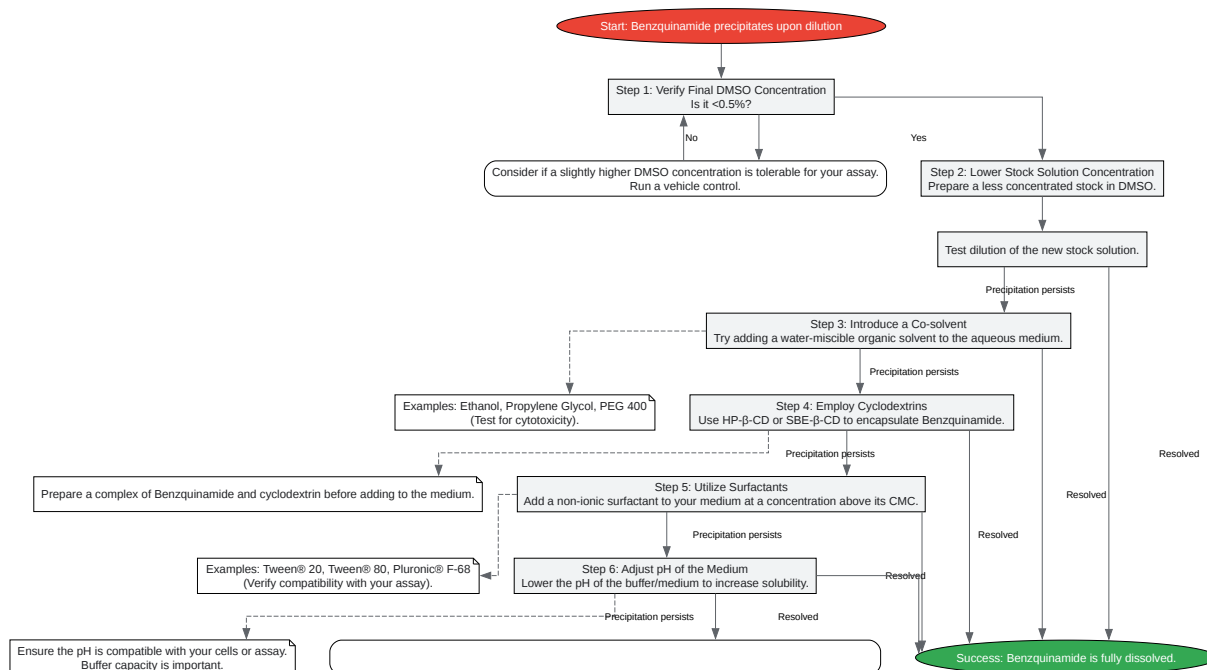 Start: Benzquinamide precipitates upon dilution
Step 1: Verify Final DMSO Concentration
Is it <0.5%?
No
Yes
Consider if a slightly higher DMSO concentration is tolerable for your assay.
Run a vehicle control.
Step 2: Lower Stock Solution Concentration
Prepare a less concentrated stock in DMSO.
Test dilution of the new stock solution.
Precipitation persists
Step 3: Introduce a Co-solvent
Try adding a water-miscible organic solvent to the aqueous medium.
Precipitation persists
Examples: Ethanol, Propylene Glycol, PEG 400
(Test for cytotoxicity).
Step 4: Employ Cyclodextrins
Use HP-β-CD or SBE-β-CD to encapsulate Benzquinamide.
Precipitation persists
Resolved
Prepare a complex of Benzquinamide and cyclodextrin before adding to the medium.
Step 5: Utilize Surfactants
Add a non-ionic surfactant to your medium at a concentration above its CMC.
Resolved
Precipitation persists
Resolved
Examples: Tween® 20, Tween® 80, Pluronic® F-68
(Verify compatibility with your assay).
Step 6: Adjust pH of the Medium
Lower the pH of the buffer/medium to increase solubility.
Resolved
Precipitation persists
Resolved
Ensure the pH is compatible with your cells or assay.
Buffer capacity is important.
Success: Benzquinamide is fully dissolved.